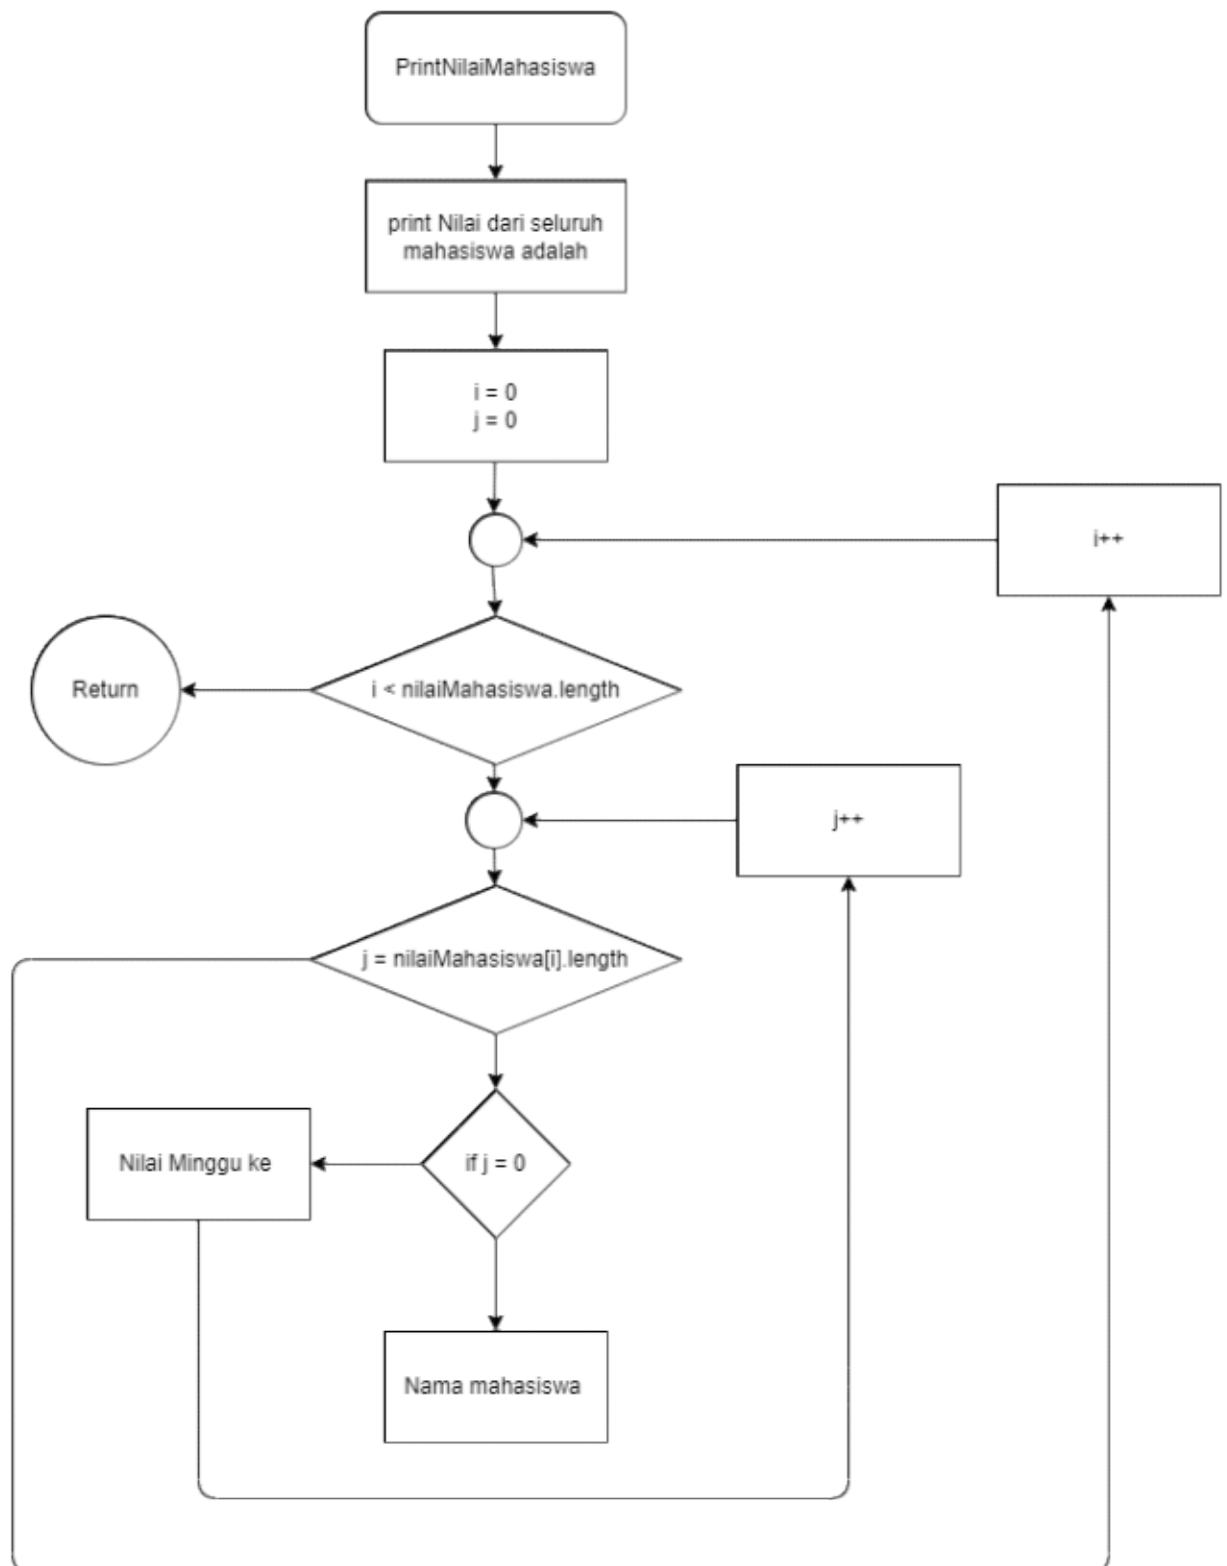 PrintNilaiMahasiswa
print Nilai dari seluruh
mahasiswa adalah
i = 0
j = 0
i++
Return
i < nilaiMahasiswa.length
j++
j = nilaiMahasiswa[i].length
Nilai Minggu ke
if j = 0
Nama mahasiswa